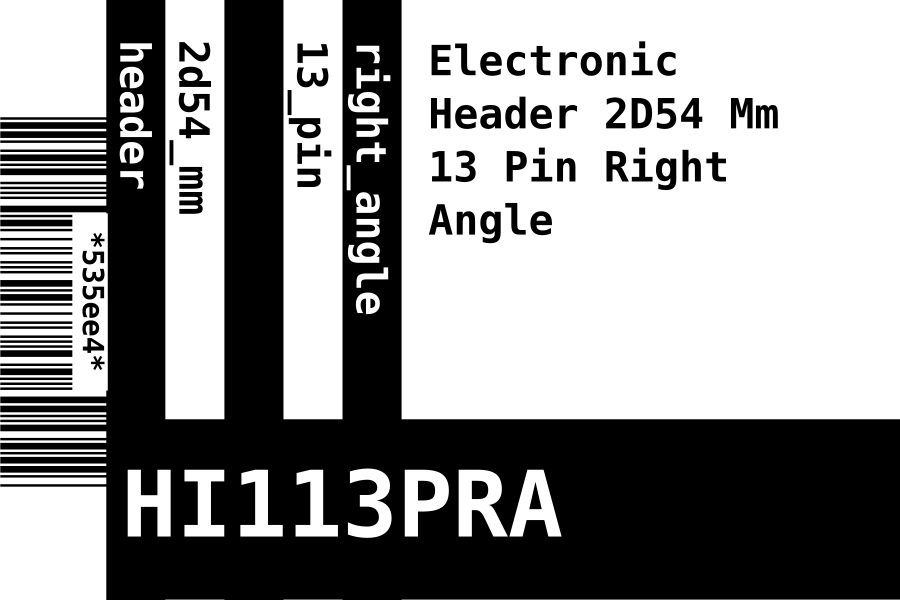 *535ee4*
header
2d54_mm
13_pin
right_angle
Electronic
Header 2D54 Mm
13 Pin Right
Angle
HI113PRA